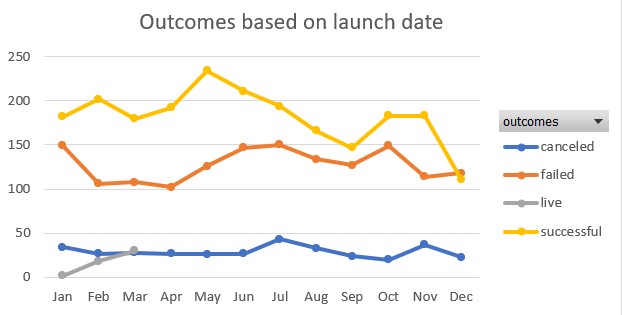 Outcomes based on launch date
250
200
150
100
50
0
Jan Feb Mar Apr May Jun Jul Aug Sep Oct Nov Dec
outcomes
canceled
failed
live
successful